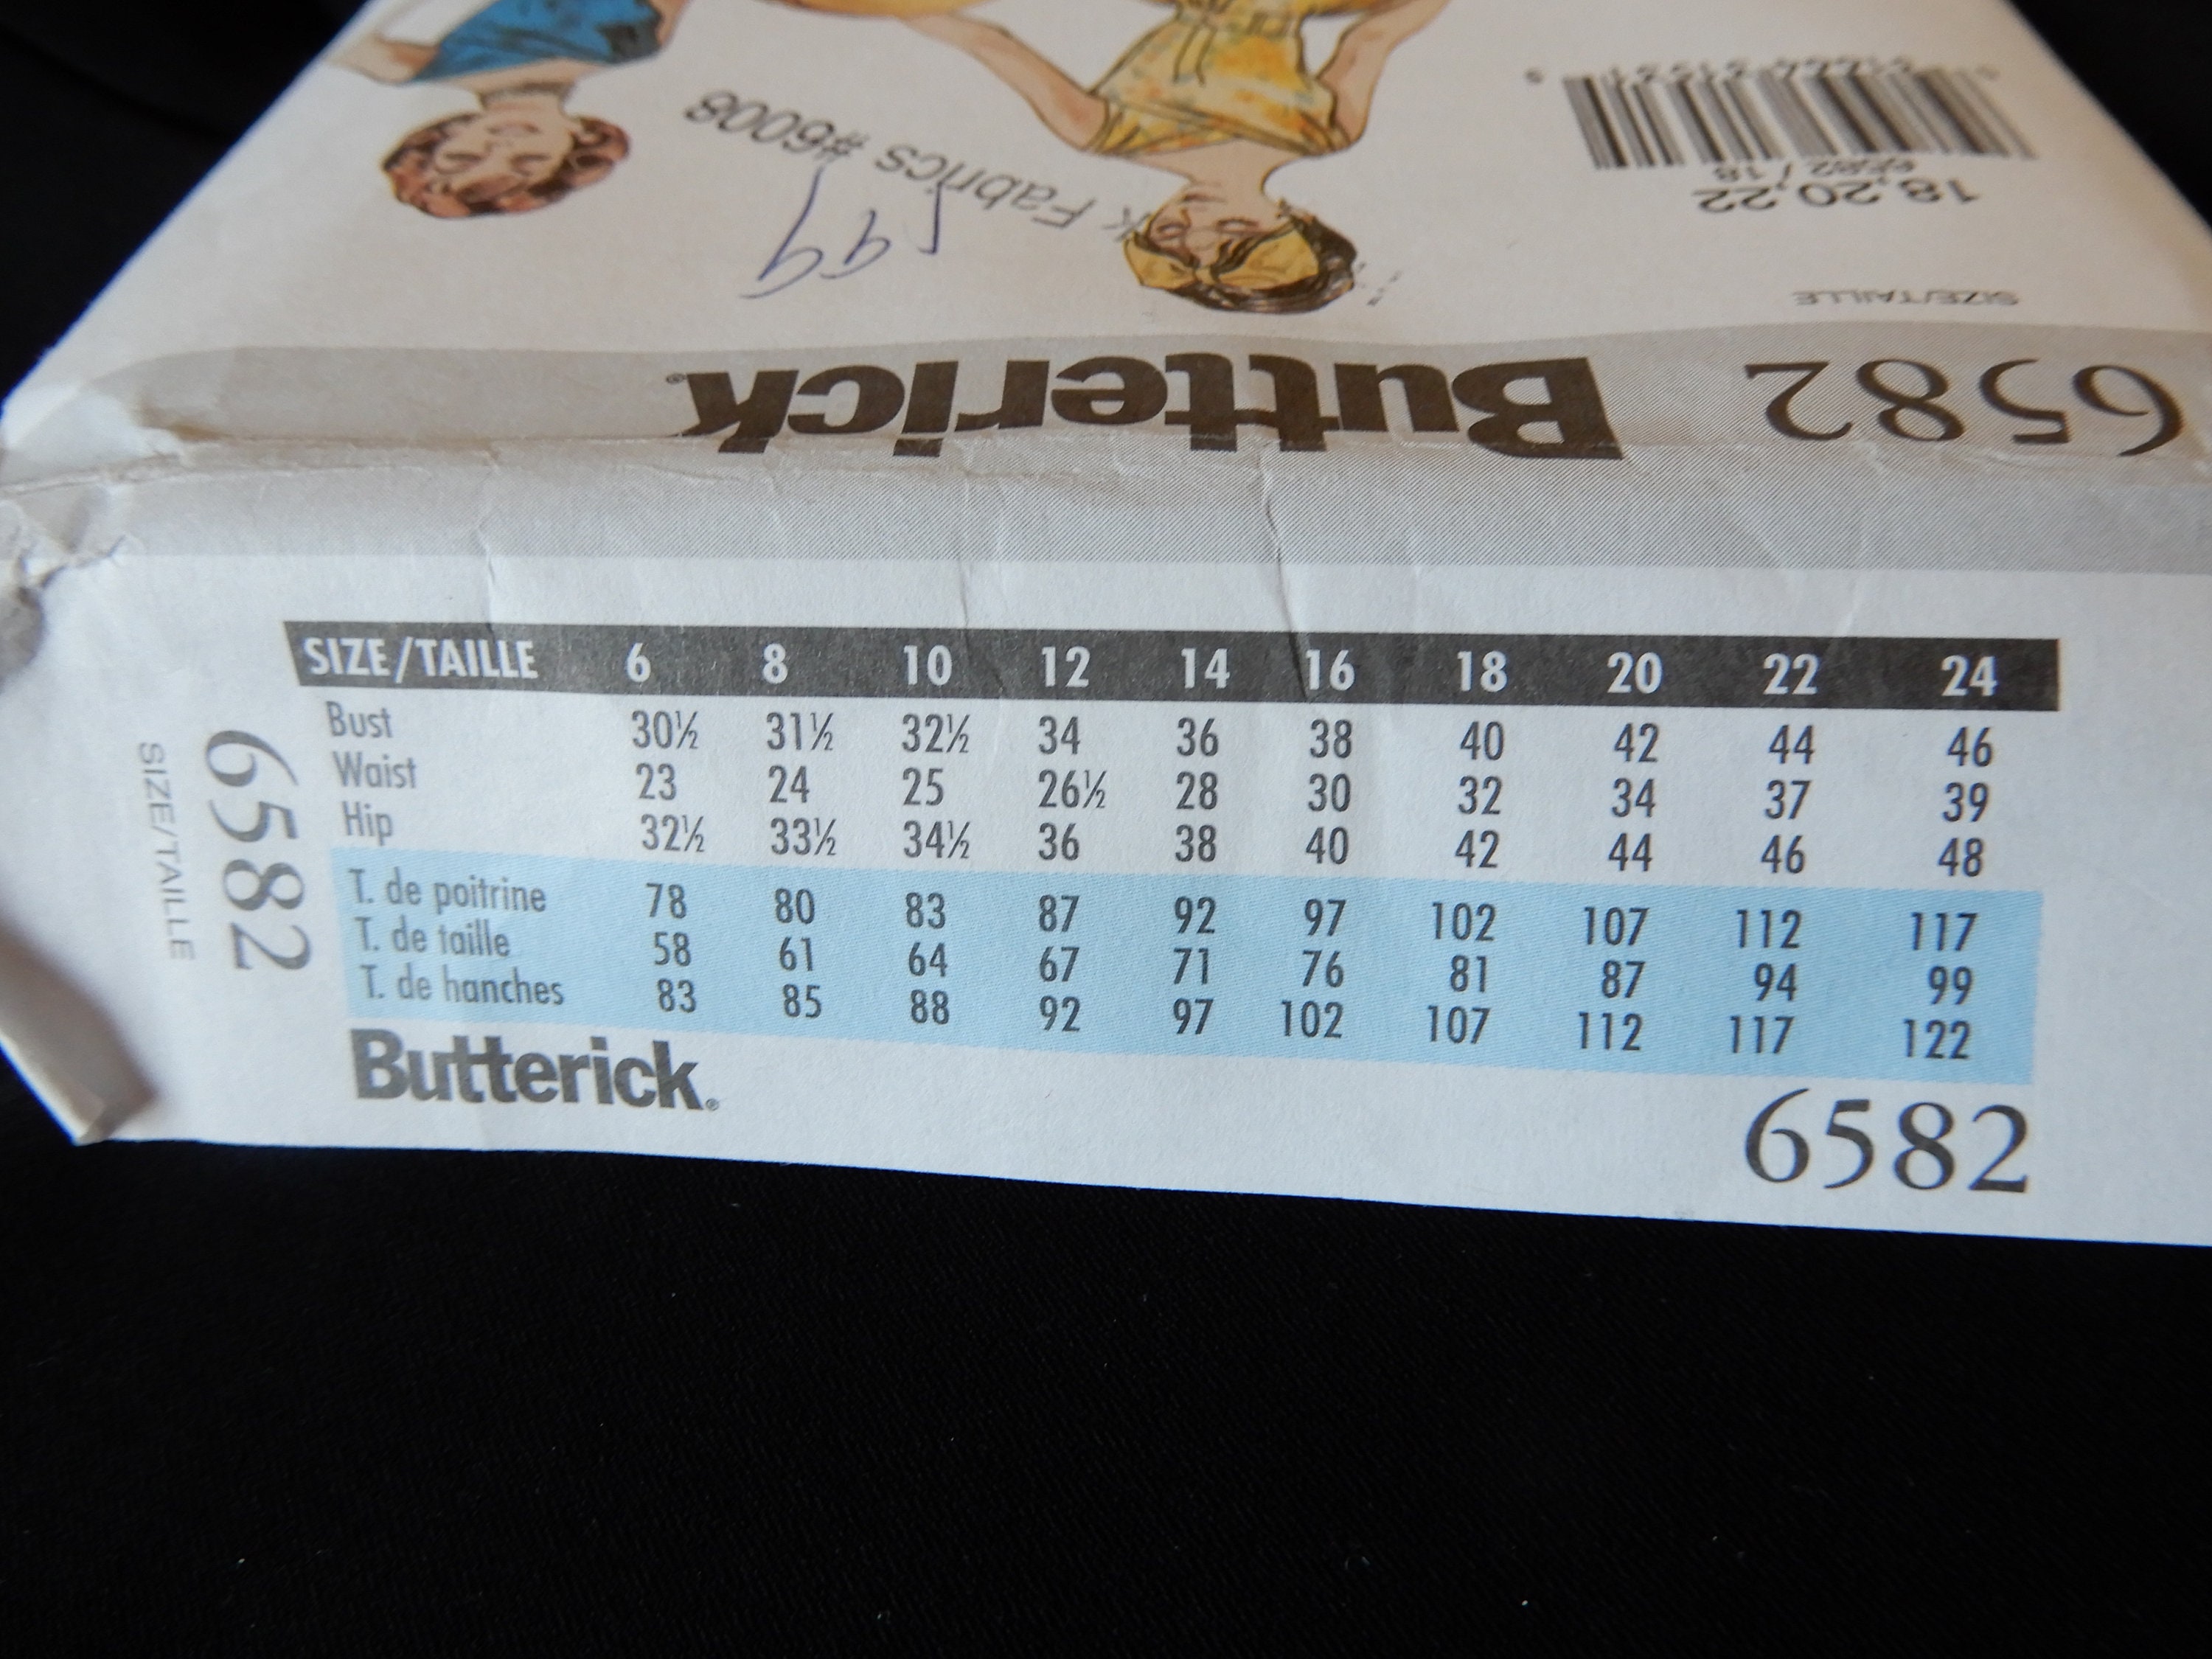 6582 Butterick®
SIZE/TAILLE
18,20,22
6582 / 18
k Fabrics #6008
99
SIZE/TAILLE 6 8 10 12 14 16 18 20 22 24
Bust 30½ 31½ 32½ 34 36 38 40 42 44 46
Waist 23 24 25 26½ 28 30 32 34 37 39
Hip 32½ 33½ 34½ 36 38 40 42 44 46 48
T. de poitrine 78 80 83 87 92 97 102 107 112 117
T. de taille 58 61 64 67 71 76 81 87 94 99
T. de hanches 83 85 88 92 97 102 107 112 117 122
Butterick®
6582
6582
SIZE/TAILLE